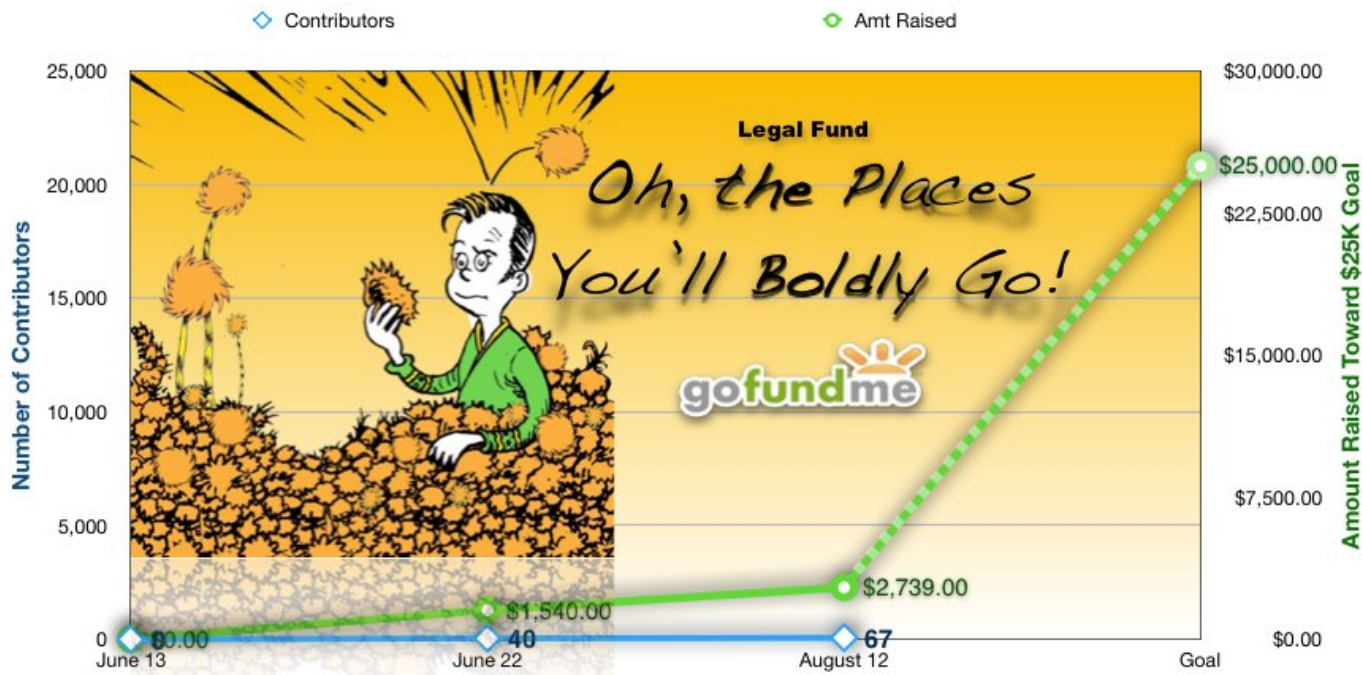 Contributors
Amt Raised
25,000
20,000
15,000
10,000
5,000
0
Number of Contributors
Legal Fund
Oh, the Places
You'll Boldly Go!
gofundme
$30,000.00
$25,000.00
$22,500.00
$15,000.00
$7,500.00
$0.00
Amount Raised Toward $25K Goal
$1,540.00
$2,739.00
40
67
June 13
June 22
August 12
Goal